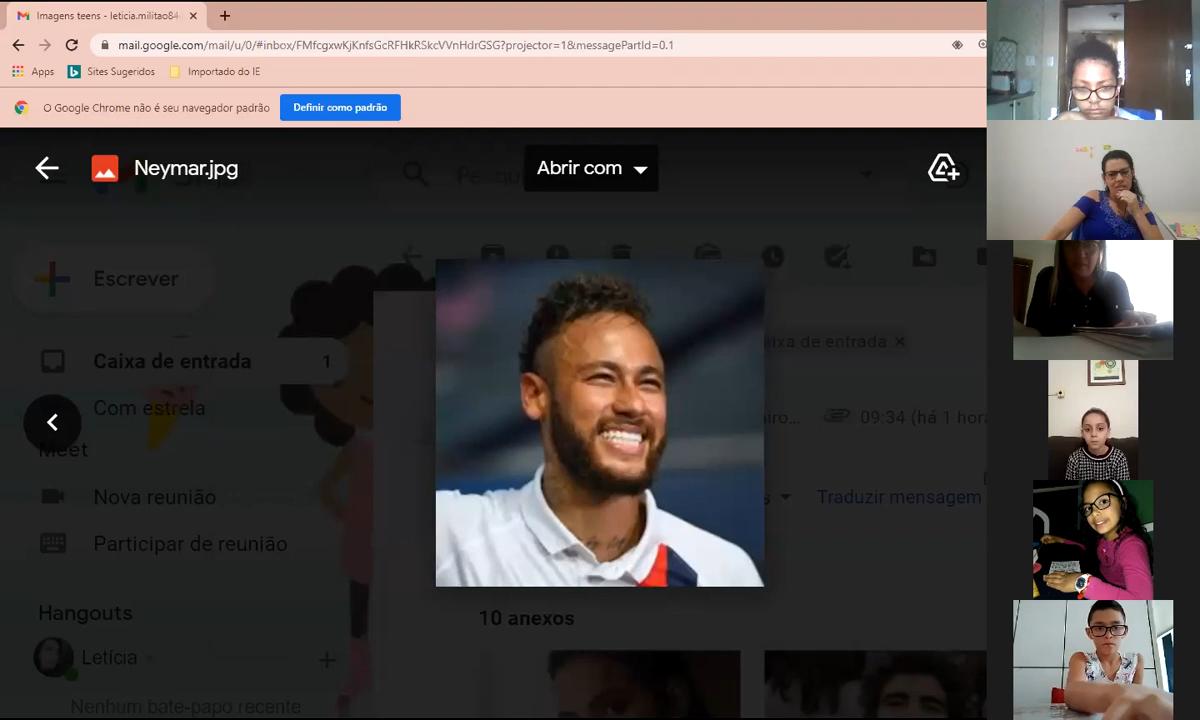 Imagens teens - leticia.militao84
mail.google.com/mail/u/0/#inbox/FMfcgxwKjKnfsGcRFHkRSkcVVnHdrGSG?projector=1&messagePartId=0.1
Apps Sites Sugeridos Importado do IE
O Google Chrome não é seu navegador padrão Definir como padrão
Neymar.jpg Abrir com
Escrever
Caixa de entrada 1
aixa de entrada
Com estrela
09:34 (há 1 hora
Meet
Nova reunião
Traduzir mensagem
Participar de reunião
Hangouts
10 anexos
Letícia
Nenhum bate-papo recente